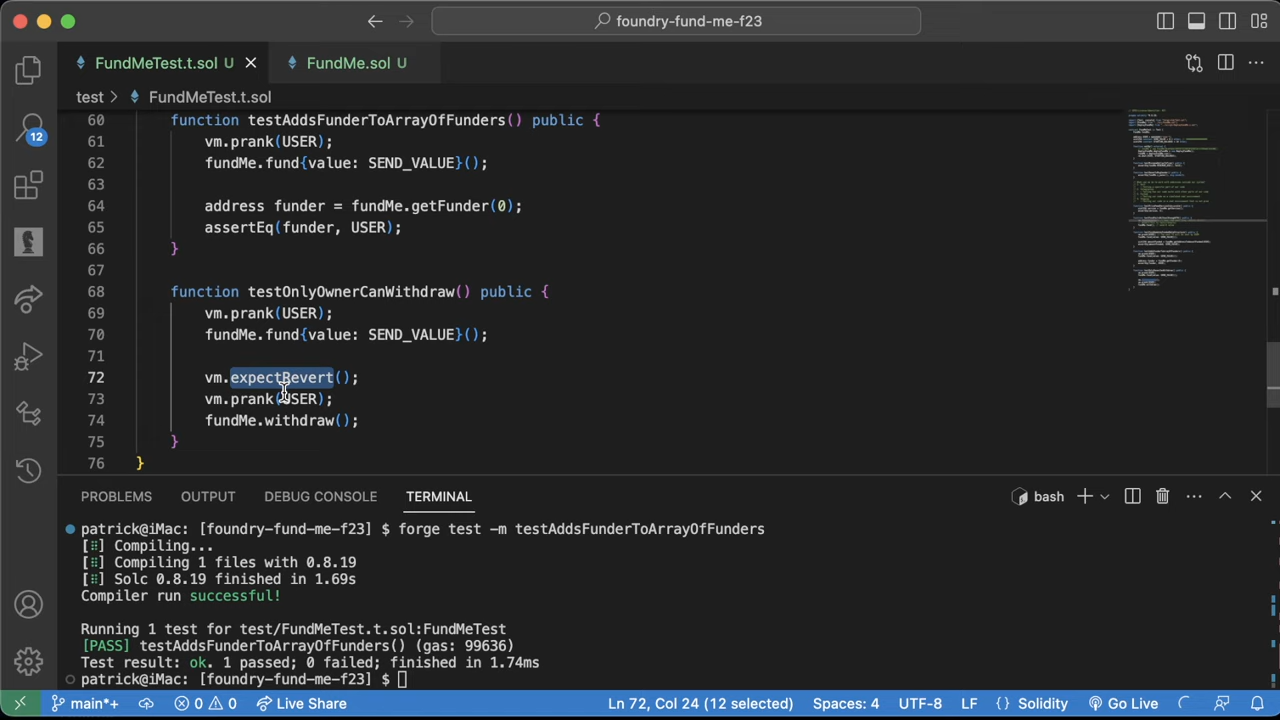 foundry-fund-me-f23
FundMeTest.t.sol U
FundMe.sol U
test > FundMeTest.t.sol
12
60 function testAddsFunderToArrayOfFunders() public {
61 vm.prank(USER);
62 fundMe.fund{value: SEND_VALUE}();
63
64 address funder = fundMe.getFunder(0);
65 assertEq(funder, USER);
66 }
67
68 function testOnlyOwnerCanWithdraw() public {
69 vm.prank(USER);
70 fundMe.fund{value: SEND_VALUE}();
71
72 vm.expectRevert();
73 vm.prank(USER);
74 fundMe.withdraw();
75 }
76 }
PROBLEMS OUTPUT DEBUG CONSOLE TERMINAL bash
patrick@iMac: [foundry-fund-me-f23] $ forge test -m testAddsFunderToArrayOfFunders
[⠿] Compiling...
[⠿] Compiling 1 files with 0.8.19
[⠿] Solc 0.8.19 finished in 1.69s
Compiler run successful!
Running 1 test for test/FundMeTest.t.sol:FundMeTest
[PASS] testAddsFunderToArrayOfFunders() (gas: 99636)
Test result: ok. 1 passed; 0 failed; finished in 1.74ms
patrick@iMac: [foundry-fund-me-f23] $
main*+ 0 0 Live Share Ln 72, Col 24 (12 selected) Spaces: 4 UTF-8 LF {} Solidity Go Live